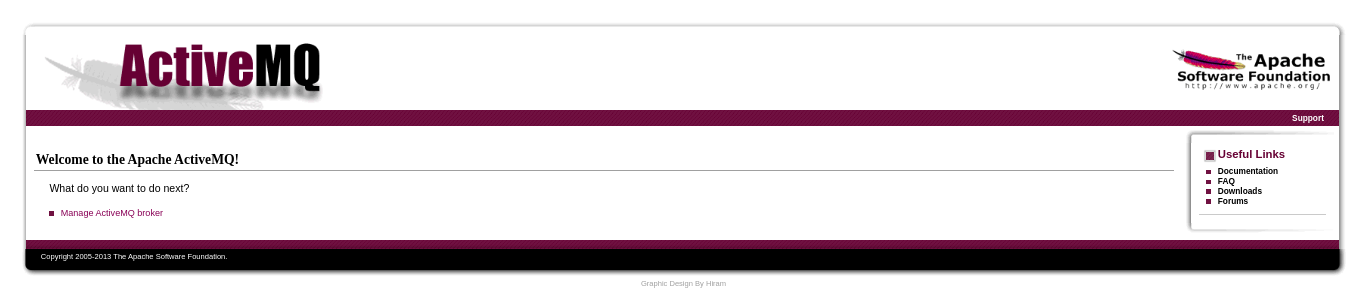 ActiveMQ
The Apache
Software Foundation
http://www.apache.org/
Support
Welcome to the Apache ActiveMQ!
What do you want to do next?
Manage ActiveMQ broker
Useful Links
Documentation
FAQ
Downloads
Forums
Copyright 2005-2013 The Apache Software Foundation.
Graphic Design By Hiram